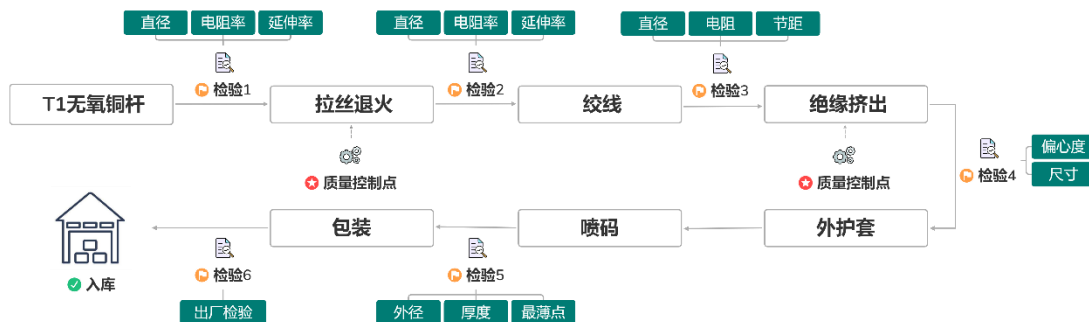 直径 电阻率 延伸率
直径 电阻率 延伸率
直径 电阻 节距
检验1
检验2
检验3
T1无氧铜杆
拉丝退火
绞线
绝缘挤出
质量控制点
质量控制点
检验4
偏心度
尺寸
外护套
喷码
包装
检验5
外径 厚度 最薄点
检验6
出厂检验
入库